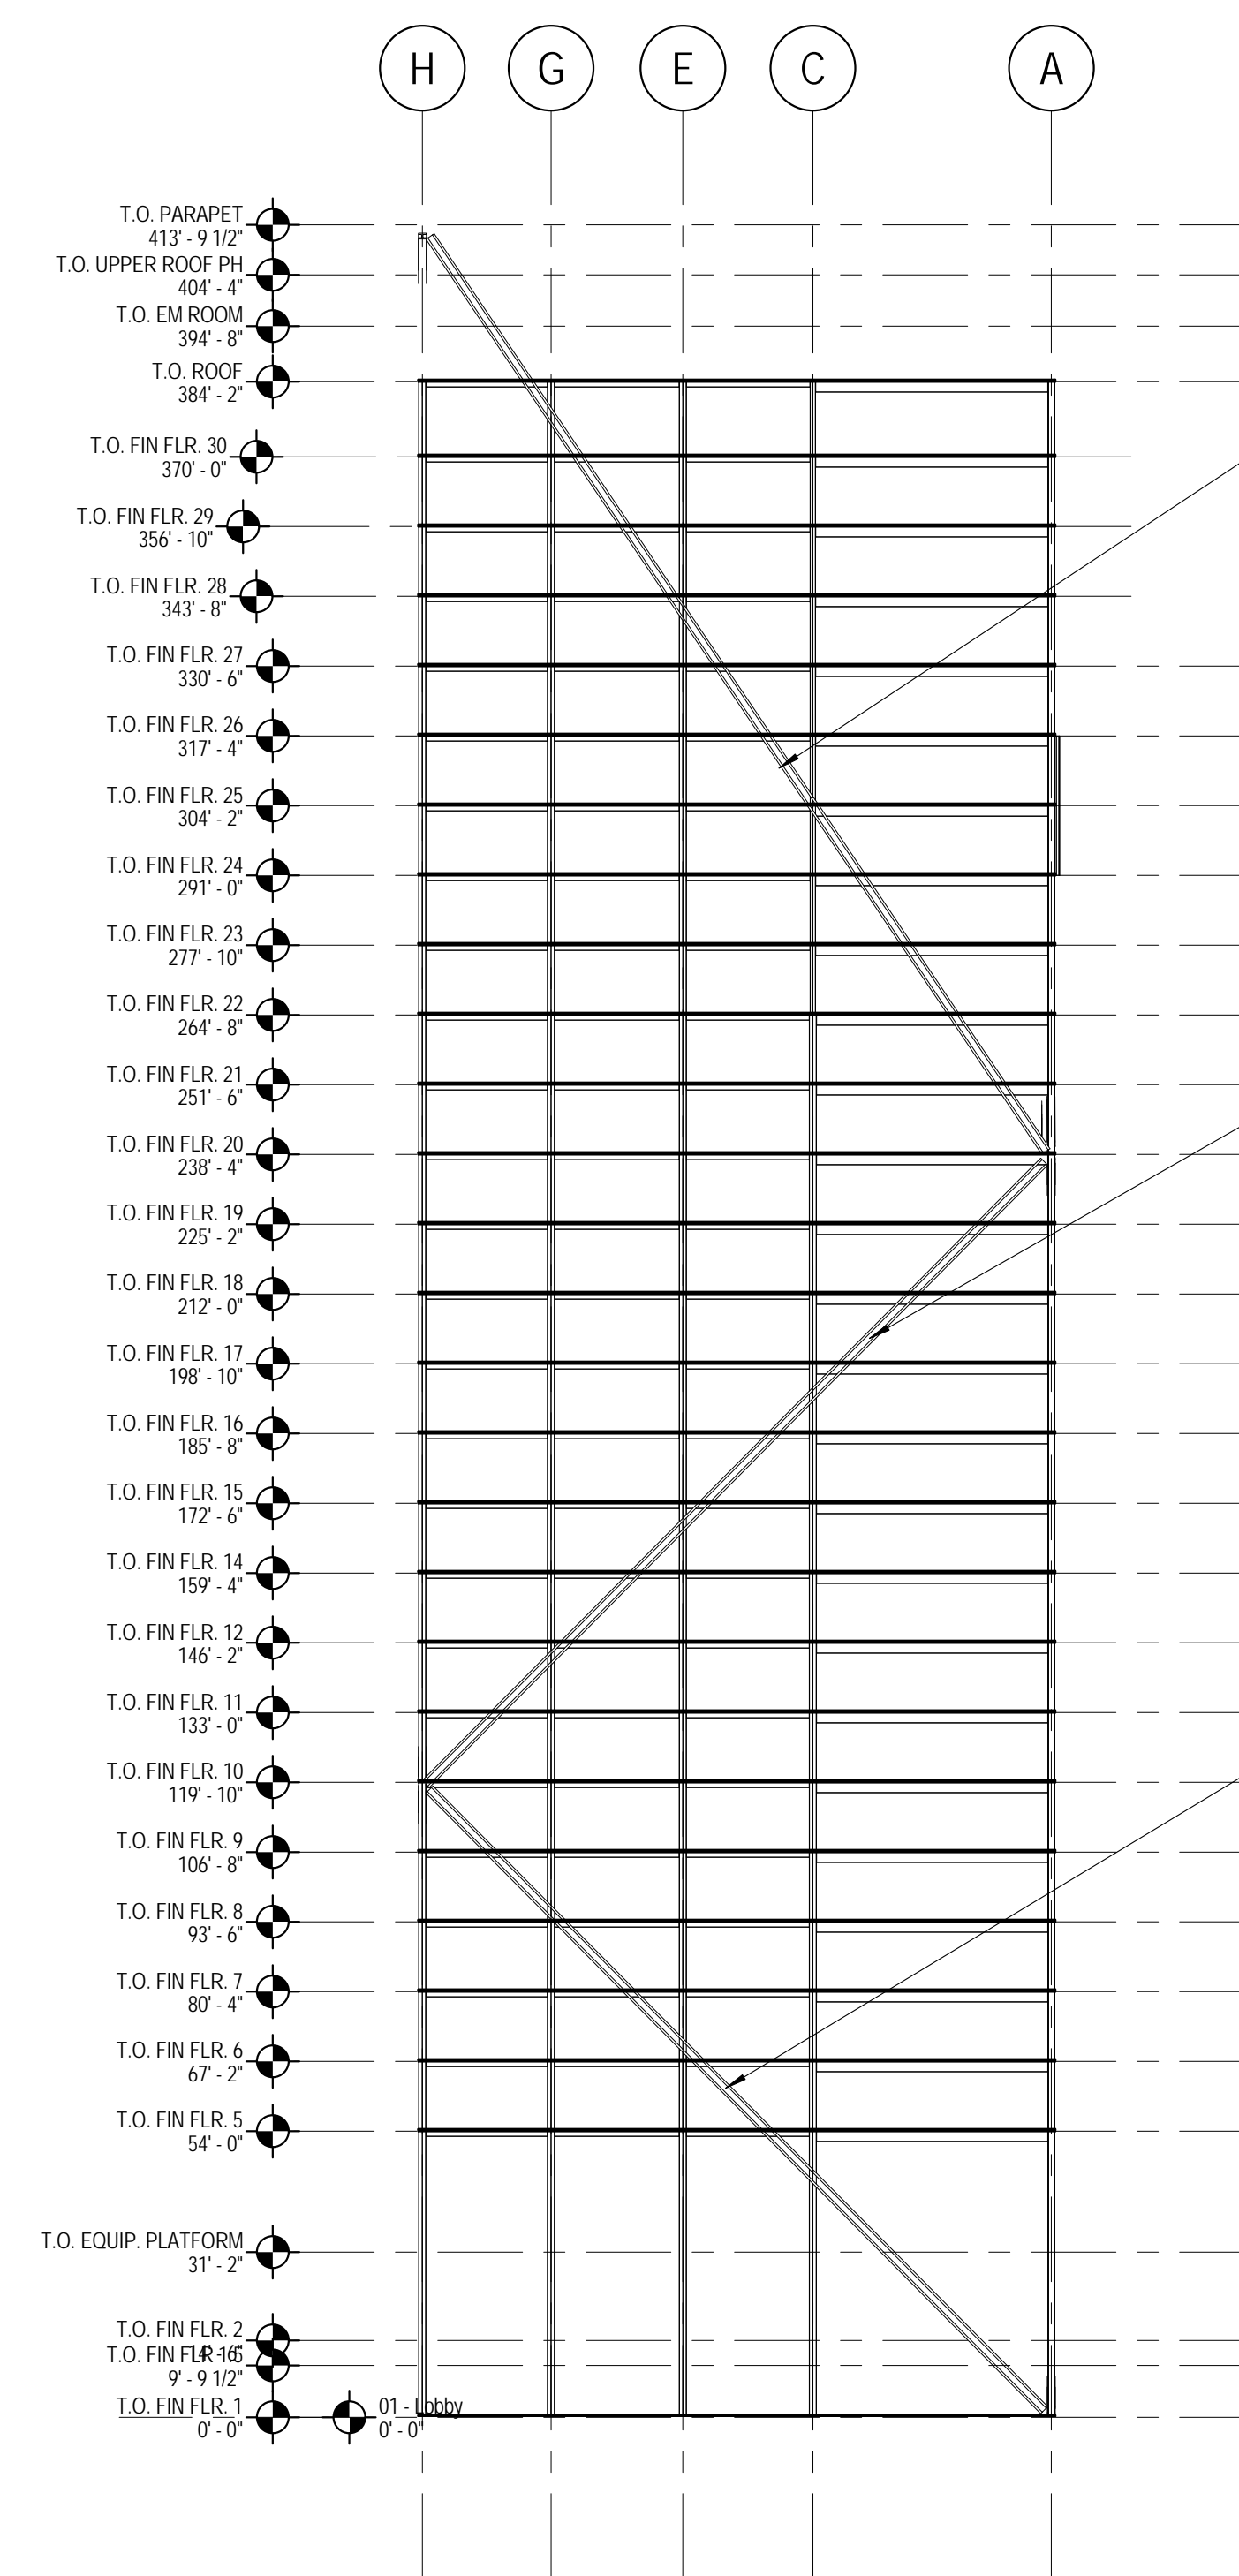 H G E C A
T.O. PARAPET
413' - 9 1/2"
T.O. UPPER ROOF PH
404' - 4"
T.O. EM ROOM
394' - 8"
T.O. ROOF
384' - 2"
T.O. FIN FLR. 30
370' - 0"
T.O. FIN FLR. 29
356' - 10"
T.O. FIN FLR. 28
343' - 8"
T.O. FIN FLR. 27
330' - 6"
T.O. FIN FLR. 26
317' - 4"
T.O. FIN FLR. 25
304' - 2"
T.O. FIN FLR. 24
291' - 0"
T.O. FIN FLR. 23
277' - 10"
T.O. FIN FLR. 22
264' - 8"
T.O. FIN FLR. 21
251' - 6"
T.O. FIN FLR. 20
238' - 4"
T.O. FIN FLR. 19
225' - 2"
T.O. FIN FLR. 18
212' - 0"
T.O. FIN FLR. 17
198' - 10"
T.O. FIN FLR. 16
185' - 8"
T.O. FIN FLR. 15
172' - 6"
T.O. FIN FLR. 14
159' - 4"
T.O. FIN FLR. 12
146' - 2"
T.O. FIN FLR. 11
133' - 0"
T.O. FIN FLR. 10
119' - 10"
T.O. FIN FLR. 9
106' - 8"
T.O. FIN FLR. 8
93' - 6"
T.O. FIN FLR. 7
80' - 4"
T.O. FIN FLR. 6
67' - 2"
T.O. FIN FLR. 5
54' - 0"
T.O. EQUIP. PLATFORM
31' - 2"
T.O. FIN FLR. 2
14' - 6"
T.O. FIN FLR
9' - 9 1/2"
T.O. FIN FLR. 1
0' - 0"
01 - Lobby
0' - 0"